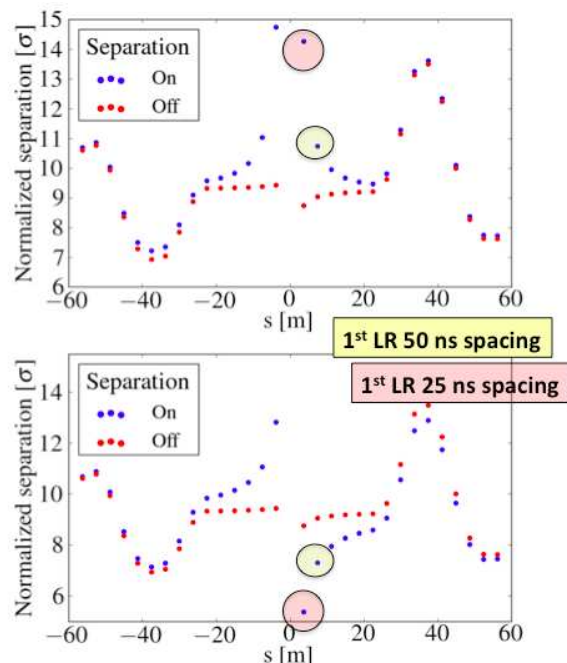 15
14
13
12
11
10
9
8
7
6
Normalized separation [σ]
Separation
On
Off
−60 −40 −20 0 20 40 60
s [m]
1st LR 50 ns spacing
1st LR 25 ns spacing
14
12
10
8
6
Normalized separation [σ]
Separation
On
Off
−60 −40 −20 0 20 40 60
s [m]